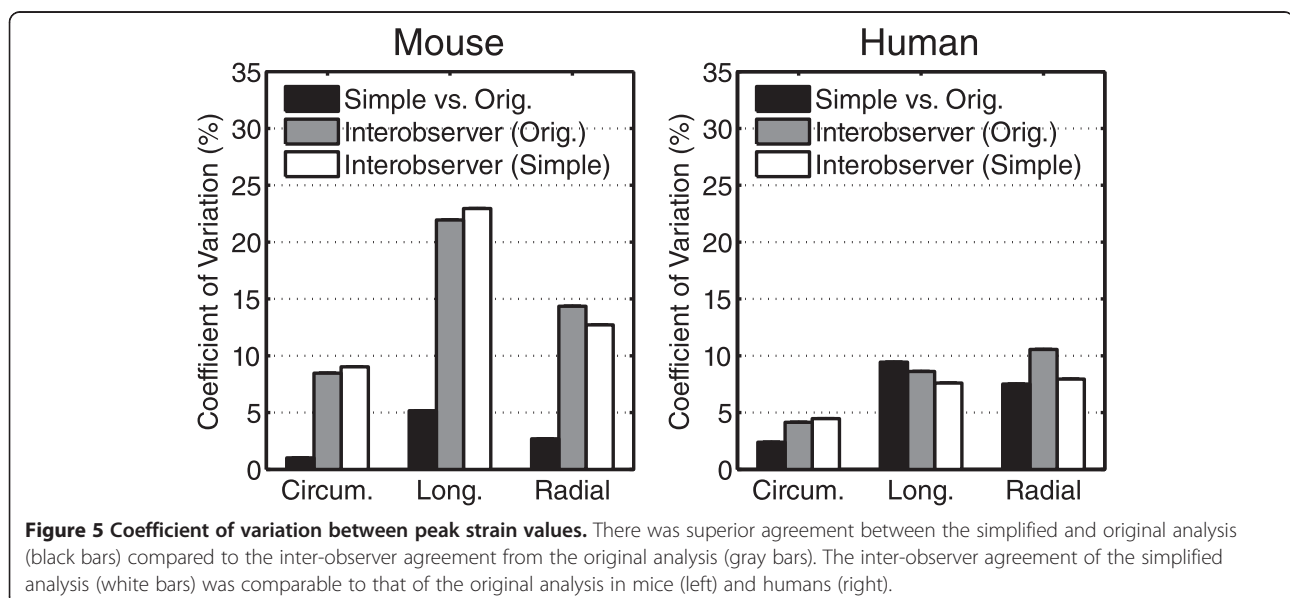 Mouse
Coefficient of Variation (%)
35
30
25
20
15
10
5
0
Simple vs. Orig.
Interobserver (Orig.)
Interobserver (Simple)
Circum. Long. Radial
Human
Coefficient of Variation (%)
35
30
25
20
15
10
5
0
Simple vs. Orig.
Interobserver (Orig.)
Interobserver (Simple)
Circum. Long. Radial
Figure 5 Coefficient of variation between peak strain values. There was superior agreement between the simplified and original analysis
(black bars) compared to the inter-observer agreement from the original analysis (gray bars). The inter-observer agreement of the simplified
analysis (white bars) was comparable to that of the original analysis in mice (left) and humans (right).